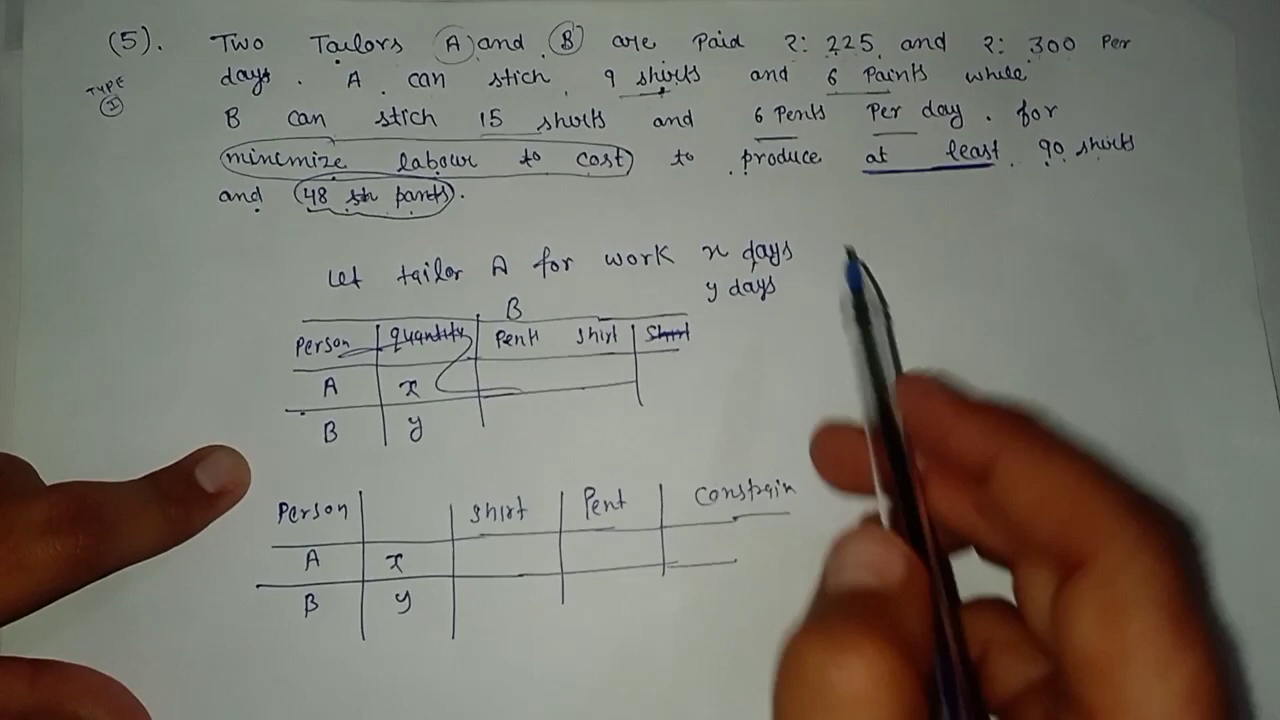 (5). Two Tailors A and B are Paid 2: 225 and 2: 300 Per
TYPE I
days. A can stich 9 shirts and 6 Paints while
B can stich 15 shirts and 6 Pents Per day. for
minimize labour to cost to produce at least 90 shirts
and 48 pants.
Let tailor A for work x days
B y days
Person quantity Pent shirt
A x
B y
Person shirt Pent Constrain
A x
B y